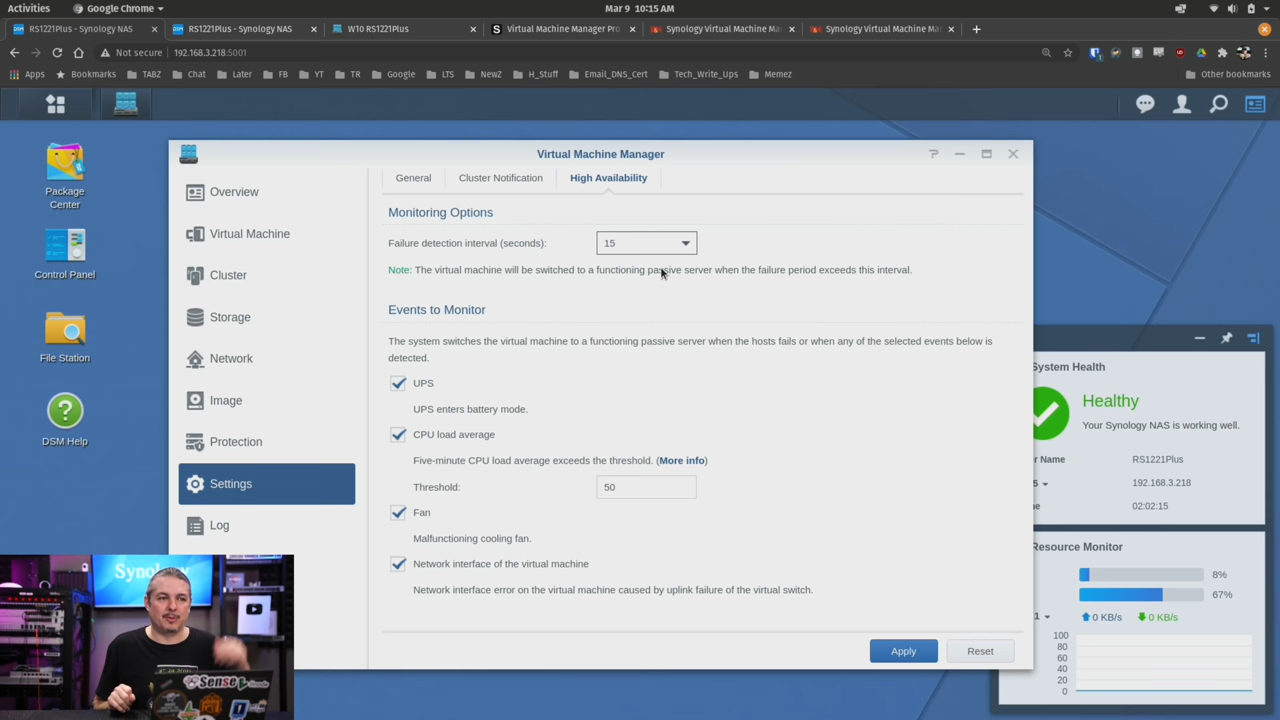 Activities
Google Chrome
Mar 9 10:15 AM
RS1221Plus - Synology NAS
RS1221Plus - Synology NAS
W10 RS1221Plus
Virtual Machine Manager Pro
Synology Virtual Machine Ma
Synology Virtual Machine Ma
Not secure
192.168.3.218:5001
Apps
Bookmarks
TABZ
Chat
Later
FB
YT
TR
Google
LTS
NewZ
H_Stuff
Email_DNS_Cert
Tech_Write_Ups
Memez
Other bookmarks
Package
Center
Control Panel
File Station
DSM Help
Virtual Machine Manager
Overview
Virtual Machine
Cluster
Storage
Network
Image
Protection
Settings
Log
General
Cluster Notification
High Availability
Monitoring Options
Failure detection interval (seconds):
15
Note: The virtual machine will be switched to a functioning passive server when the failure period exceeds this interval.
Events to Monitor
The system switches the virtual machine to a functioning passive server when the hosts fails or when any of the selected events below is
detected.
UPS
UPS enters battery mode.
CPU load average
Five-minute CPU load average exceeds the threshold. (More info)
Threshold:
50
Fan
Malfunctioning cooling fan.
Network interface of the virtual machine
Network interface error on the virtual machine caused by uplink failure of the virtual switch.
Apply
Reset
System Health
Healthy
Your Synology NAS is working well.
r Name
RS1221Plus
5
192.168.3.218
ne
02:02:15
Resource Monitor
8%
67%
1
0 KB/s
0 KB/s
100
80
60
40
20
0
Synology
Sense